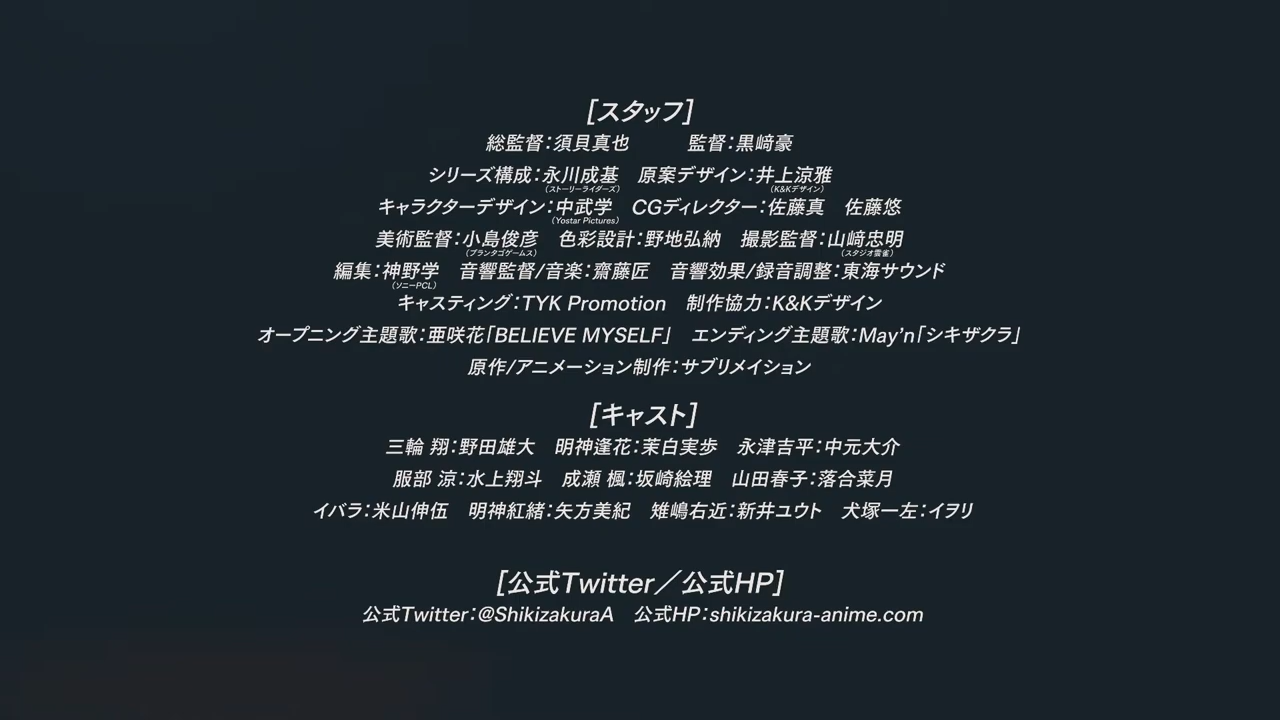 [スタッフ]
総監督：須貝真也　監督：黒﨑豪
シリーズ構成：永川成基　原案デザイン：井上涼雅
(ストーリーライダーズ)　(K&Kデザイン)
キャラクターデザイン：中武学　CGディレクター：佐藤真　佐藤悠
(Yostar Pictures)
美術監督：小島俊彦　色彩設計：野地弘納　撮影監督：山﨑忠明
(プランタゴゲームス)　(スタジオ雲雀)
編集：神野学　音響監督/音楽：齋藤匠　音響効果/録音調整：東海サウンド
(ソニーPCL)
キャスティング：TYK Promotion　制作協力：K&Kデザイン
オープニング主題歌：亜咲花「BELIEVE MYSELF」　エンディング主題歌：May'n「シキザクラ」
原作/アニメーション制作：サブリメイション
[キャスト]
三輪 翔：野田雄大　明神逢花：茉白実歩　永津吉平：中元大介
服部 涼：水上翔斗　成瀬 楓：坂崎絵理　山田春子：落合菜月
イバラ：米山伸伍　明神紅緒：矢方美紀　雉嶋右近：新井ユウト　犬塚一左：イヲリ
[公式Twitter／公式HP]
公式Twitter：@ShikizakuraA　公式HP：shikizakura-anime.com